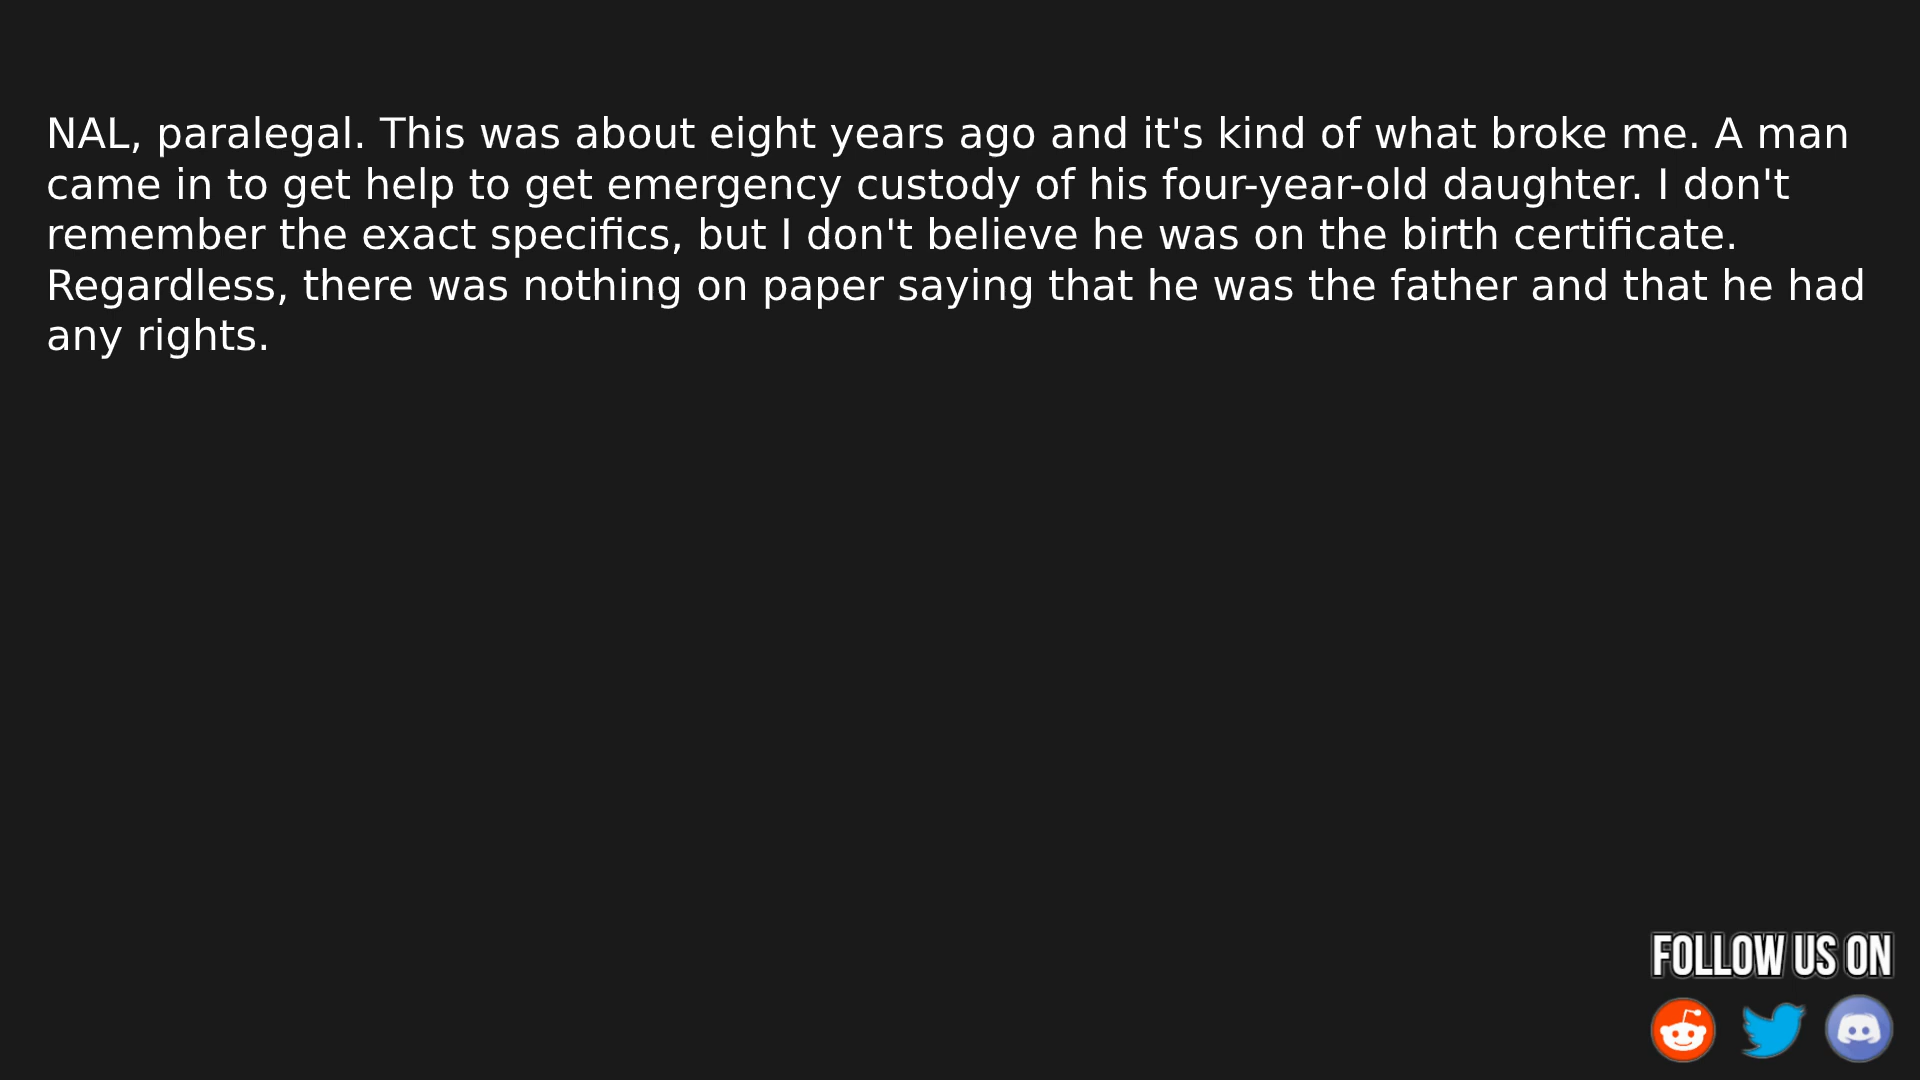 NAL, paralegal. This was about eight years ago and it's kind of what broke me. A man
came in to get help to get emergency custody of his four-year-old daughter. I don't
remember the exact specifics, but I don't believe he was on the birth certificate.
Regardless, there was nothing on paper saying that he was the father and that he had
any rights.
FOLLOW US ON